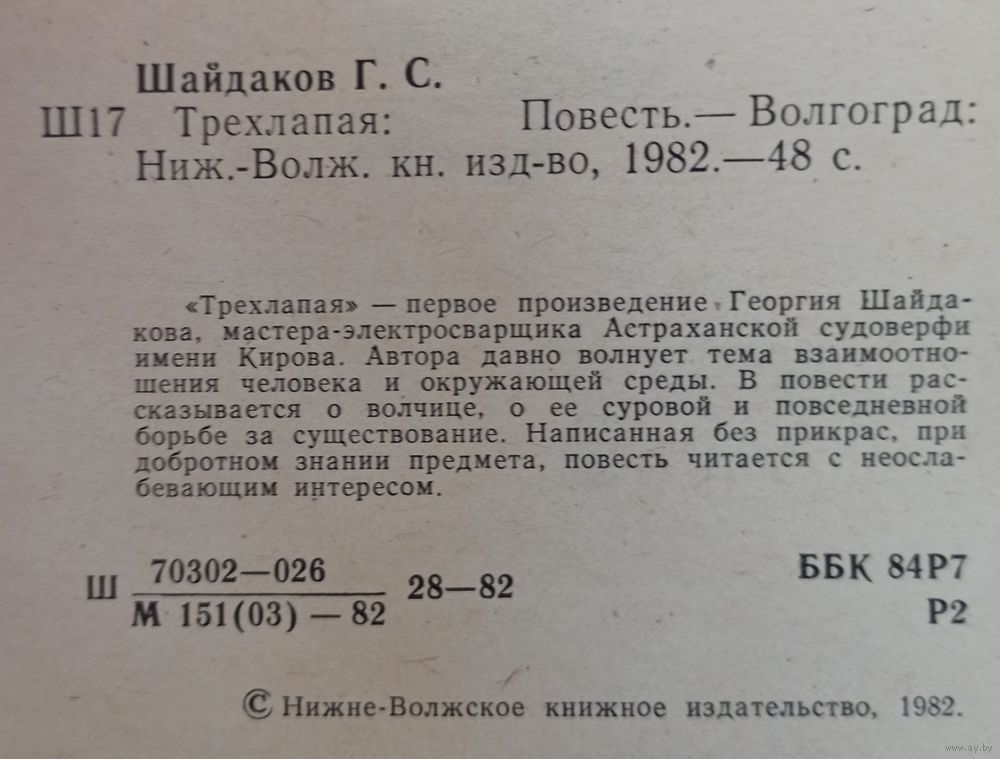 Шайдаков Г. С.
Ш17 Трехлапая: Повесть.— Волгоград:
Ниж.-Волж. кн. изд-во, 1982.—48 с.
«Трехлапая» — первое произведение Георгия Шайда-
кова, мастера-электросварщика Астраханской судоверфи
имени Кирова. Автора давно волнует тема взаимоотно-
шения человека и окружающей среды. В повести рас-
сказывается о волчице, о ее суровой и повседневной
борьбе за существование. Написанная без прикрас, при
добротном знании предмета, повесть читается с неосла-
бевающим интересом.
Ш 70302—026 28—82
М 151(03) — 82
ББК 84Р7
Р2
© Нижне-Волжское книжное издательство, 1982.
www.ay.by